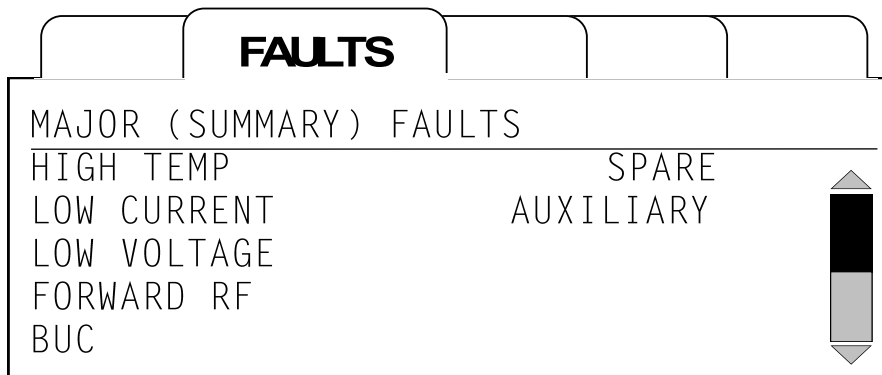 FAULTS
MAJOR (SUMMARY) FAULTS
HIGH TEMP SPARE
LOW CURRENT AUXILIARY
LOW VOLTAGE
FORWARD RF
BUC